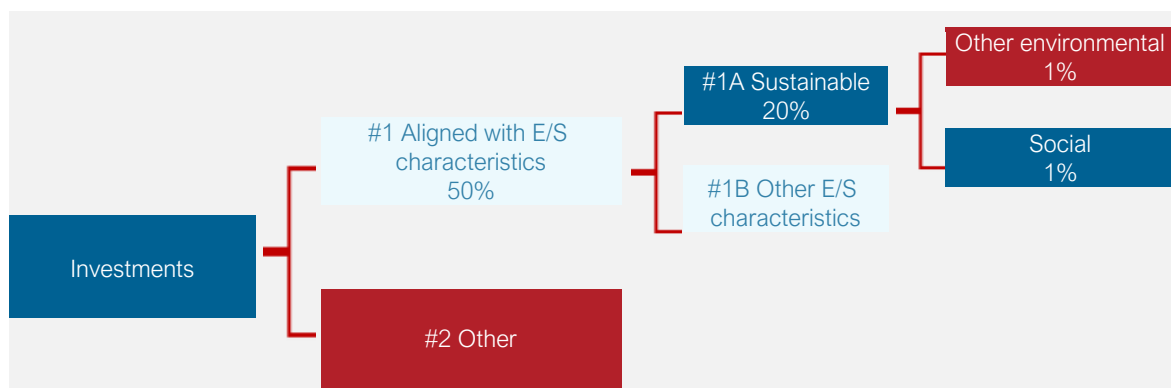 Investments
#1 Aligned with E/S
characteristics
50%
#2 Other
#1A Sustainable
20%
#1B Other E/S
characteristics
Other environmental
1%
Social
1%